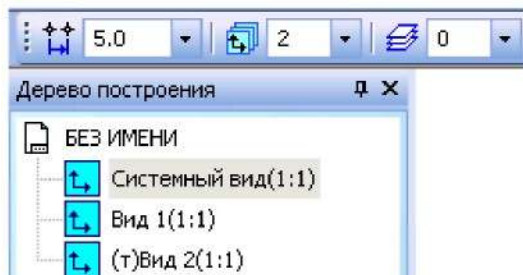 5.0 2 0
Дерево построения
БЕЗ ИМЕНИ
Системный вид(1:1)
Вид 1(1:1)
(т)Вид 2(1:1)